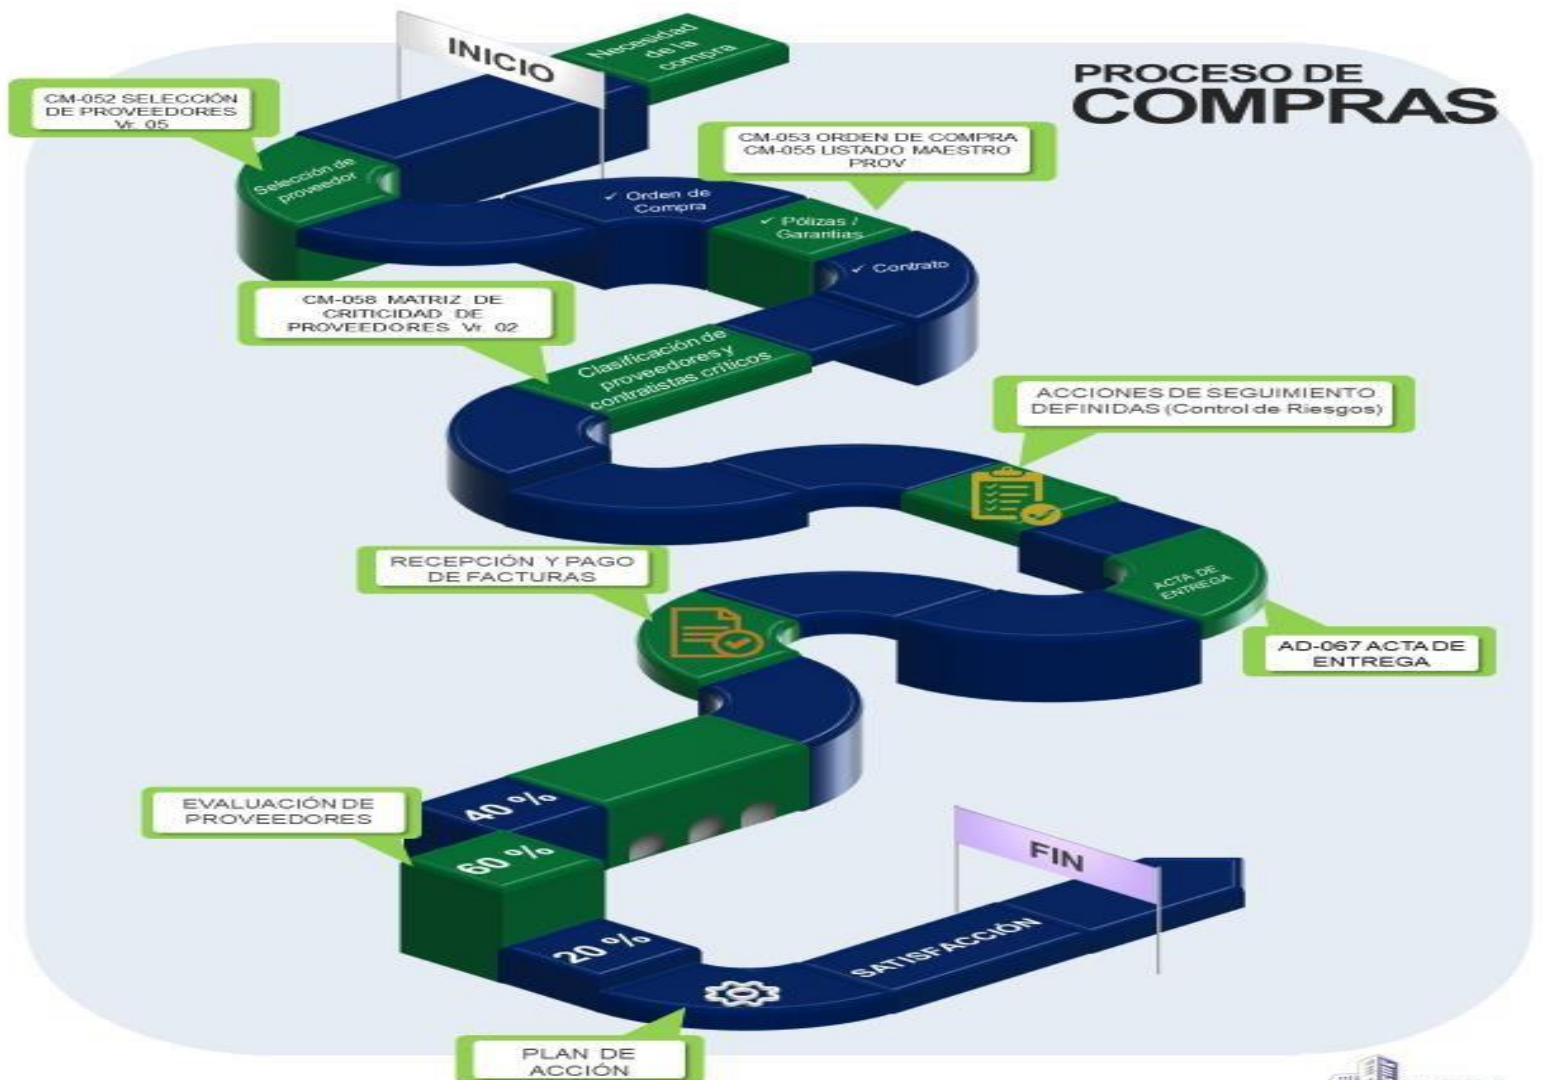 PROCESO DE
COMPRAS
INICIO
Necesidad
de la
compra
CM-052 SELECCIÓN
DE PROVEEDORES
Vr. 05
Selección de
proveedor
CM-053 ORDEN DE COMPRA
CM-055 LISTADO MAESTRO
PROV
✓ Orden de
Compra
✓ Pólizas /
Garantias
✓ Contrato
CM-058 MATRIZ DE
CRITICIDAD DE
PROVEEDORES Vr. 02
Clasificación de
proveedores y
contratistas críticos
ACCIONES DE SEGUIMIENTO
DEFINIDAS (Control de Riesgos)
ACTA DE
ENTREGA
AD-067 ACTA DE
ENTREGA
RECEPCIÓN Y PAGO
DE FACTURAS
EVALUACIÓN DE
PROVEEDORES
40 %
60 %
20 %
PLAN DE
ACCIÓN
SATISFACCIÓN
FIN